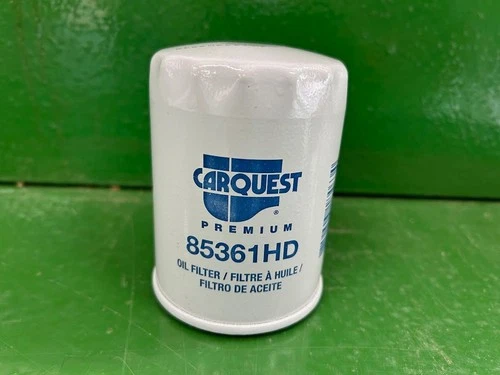 CARQUEST
®
PREMIUM
85361HD
OIL FILTER / FILTRE À HUILE /
FILTRO DE ACEITE